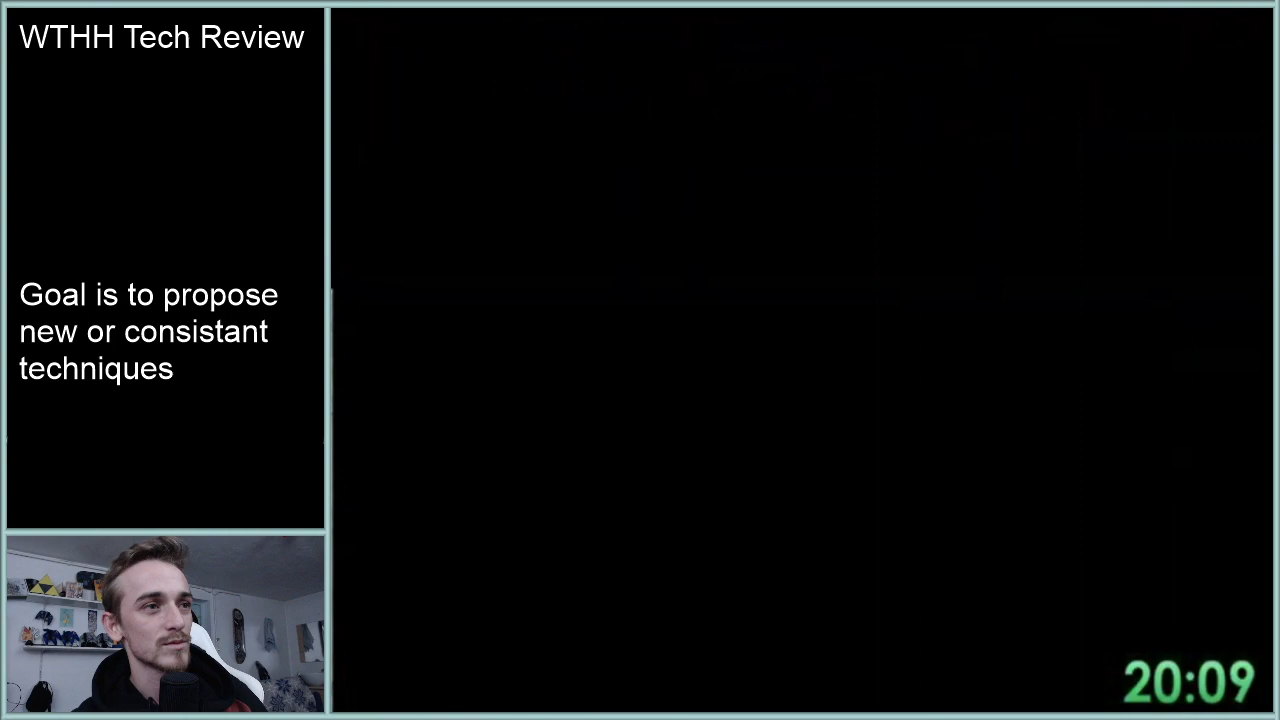 WTHH Tech Review
Goal is to propose
new or consistant
techniques
20:09